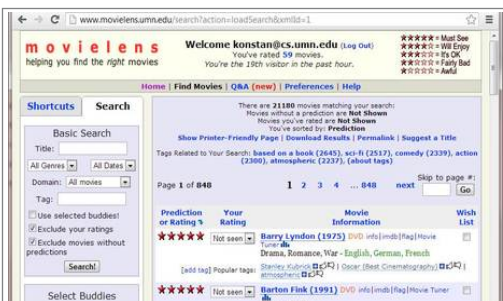 www.movielens.umn.edu/search?action=loadSearch&xmlId=1
movielens
helping you find the right movies
Welcome konstan@cs.umn.edu (Log Out)
You've rated 59 movies.
You're the 19th visitor in the past hour.
★★★★★ = Must See
★★★★☆ = Will Enjoy
★★★☆☆ = It's OK
★★☆☆☆ = Fairly Bad
★☆☆☆☆ = Awful
Home | Find Movies | Q&A (new) | Preferences | Help
Shortcuts Search
Basic Search
Title:
All Genres All Dates
Domain: All movies
Tag:
Use selected buddies!
Exclude your ratings
Exclude movies without predictions
Search!
Select Buddies
There are 21180 movies matching your search:
Movies without a prediction are Not Shown
Movies you've rated are Not Shown
You've sorted by: Prediction
Show Printer-Friendly Page | Download Results | Permalink | Suggest a Title
Tags Related to Your Search: based on a book (2645), sci-fi (2517), comedy (2339), action
(2300), atmospheric (2237), (about tags)
Page 1 of 848 1 2 3 4 ... 848 next Skip to page #: Go
Prediction or Rating Your Rating Movie Information Wish List
★★★★★ Not seen Barry Lyndon (1975) DVD info|imdb|flag|Movie
Tuner
Drama, Romance, War - English, German, French
[add tag] Popular tags: Stanley Kubrick | Oscar (Best Cinematography) |
atmospheric
★★★★★ Not seen Barton Fink (1991) DVD info|imdb|flag|Movie
Tuner